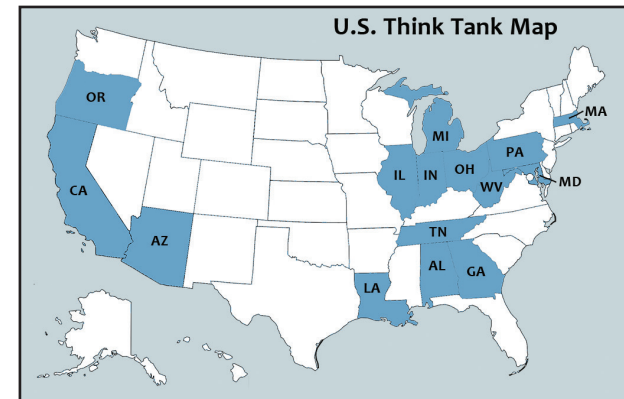 U.S. Think Tank Map
OR
MA
MI
PA
IL
IN
OH
WV
MD
CA
TN
AZ
AL
GA
LA